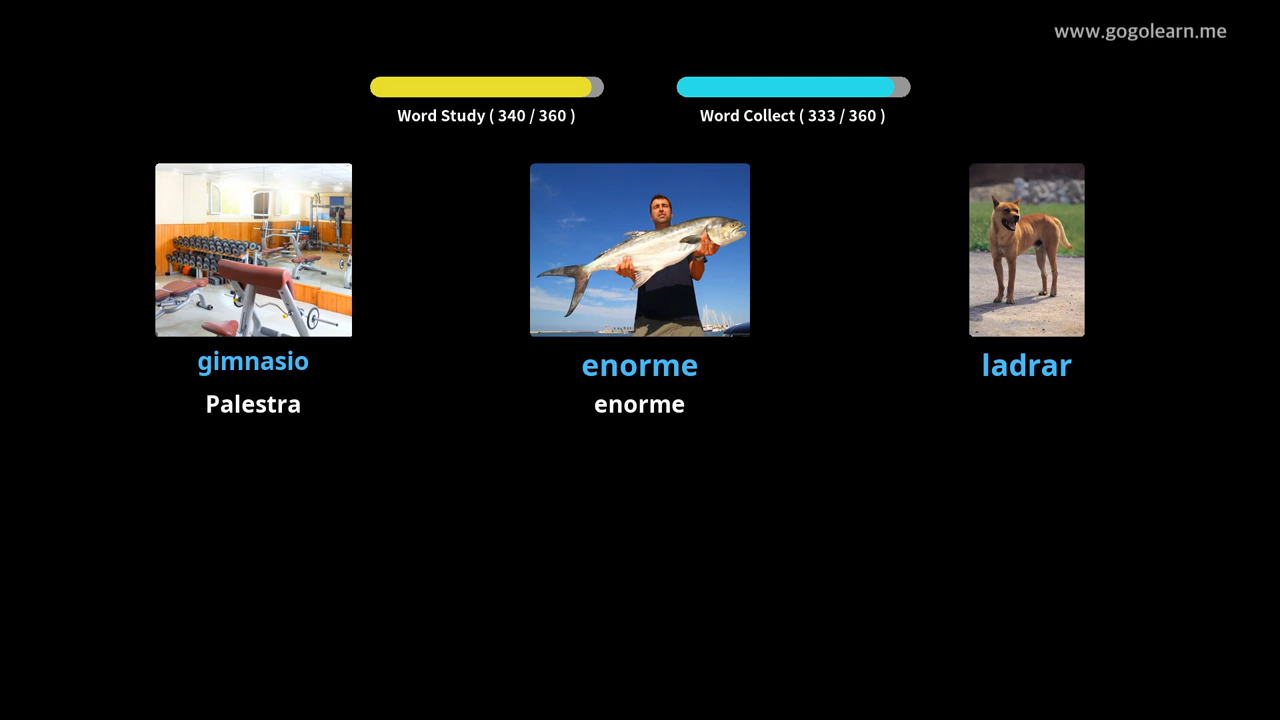 www.gogolearn.me
Word Study ( 340 / 360 )
Word Collect ( 333 / 360 )
gimnasio
Palestra
enorme
enorme
ladrar